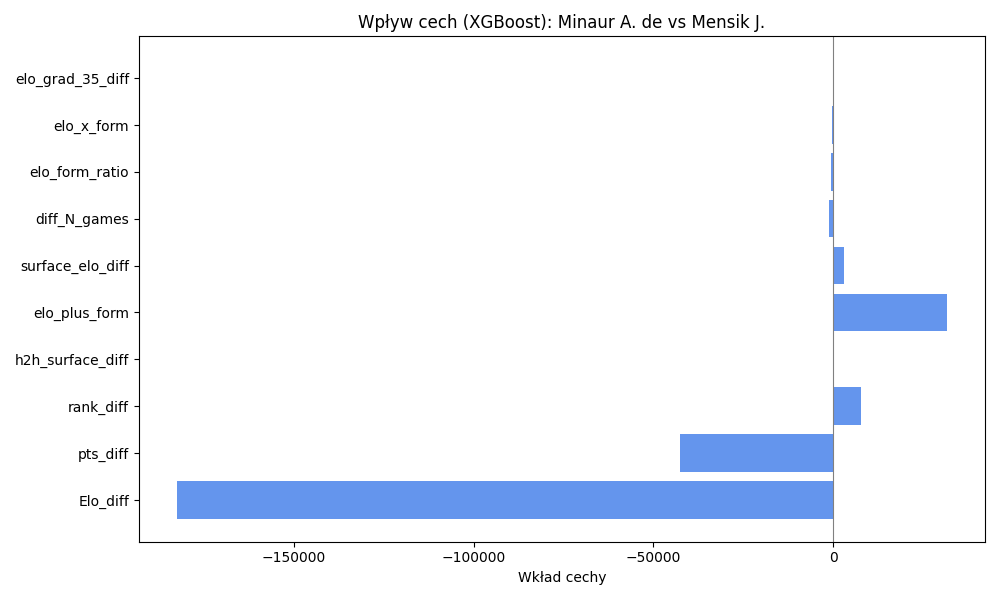 Wpływ cech (XGBoost): Minaur A. de vs Mensik J.
elo_grad_35_diff
elo_x_form
elo_form_ratio
diff_N_games
surface_elo_diff
elo_plus_form
h2h_surface_diff
rank_diff
pts_diff
Elo_diff
−150000 −100000 −50000 0
Wkład cechy